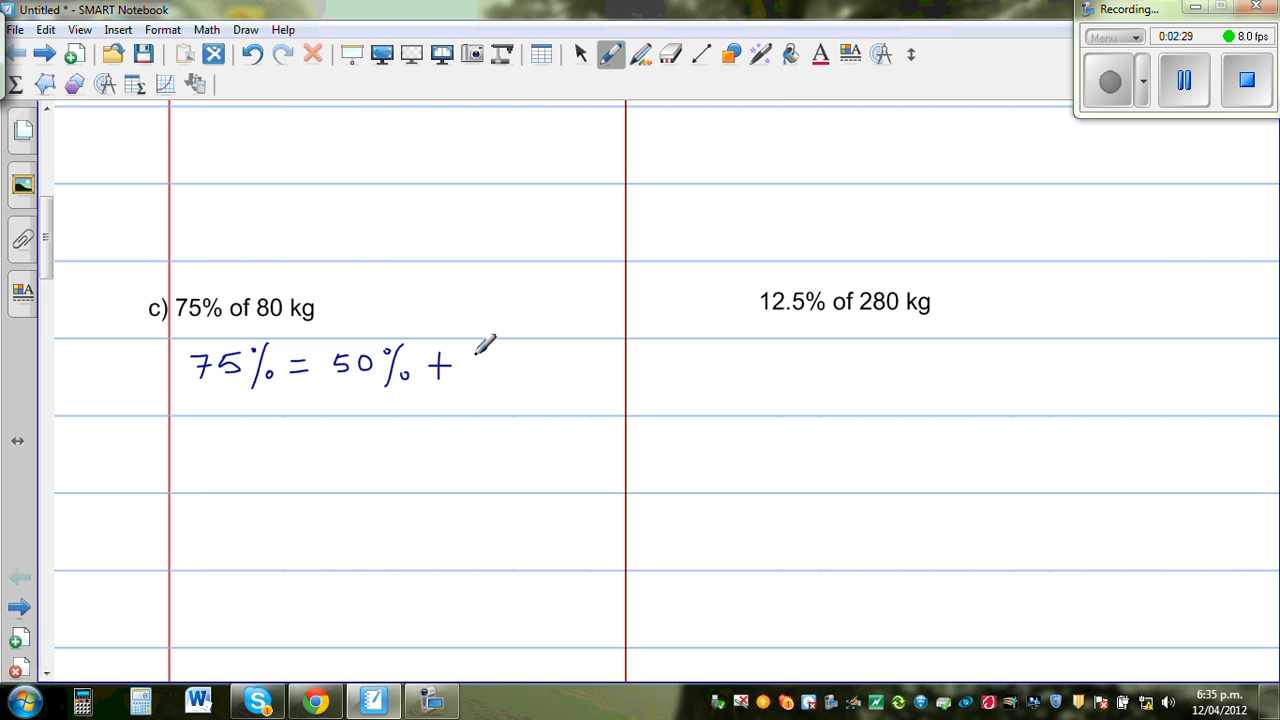 Untitled * - SMART Notebook
Recording...
File Edit View Insert Format Math Draw Help
Menu
0:02:29
8.0 fps
c) 75% of 80 kg
12.5% of 280 kg
75% = 50% +
6:35 p.m.
12/04/2012